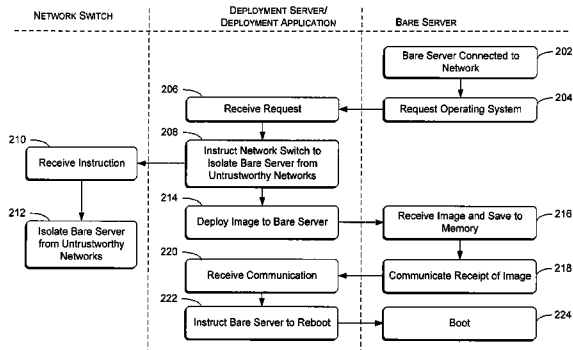 NETWORK SWITCH
DEPLOYMENT SERVER/
DEPLOYMENT APPLICATION
BARE SERVER
202
Bare Server Connected to
Network
204
Request Operating System
206
Receive Request
208
Instruct Network Switch to
Isolate Bare Server from
Untrustworthy Networks
210
Receive Instruction
212
Isolate Bare Server
from Untrustworthy
Networks
214
Deploy Image to Bare Server
216
Receive Image and Save to
Memory
218
Communicate Receipt of Image
220
Receive Communication
222
Instruct Bare Server to Reboot
224
Boot